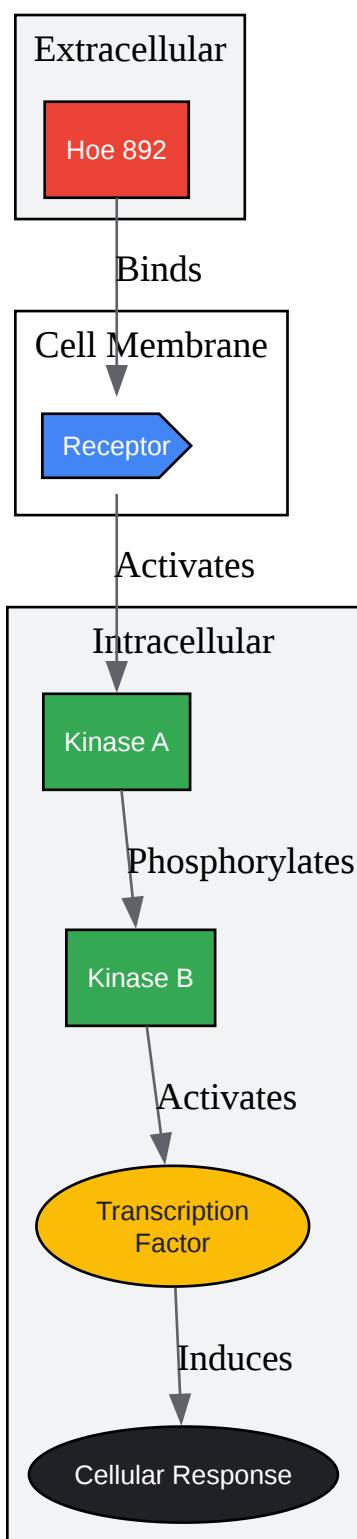 Extracellular
Hoe 892
Binds
Cell Membrane
Receptor
Activates
Intracellular
Kinase A
Phosphorylates
Kinase B
Activates
Transcription
Factor
Induces
Cellular Response